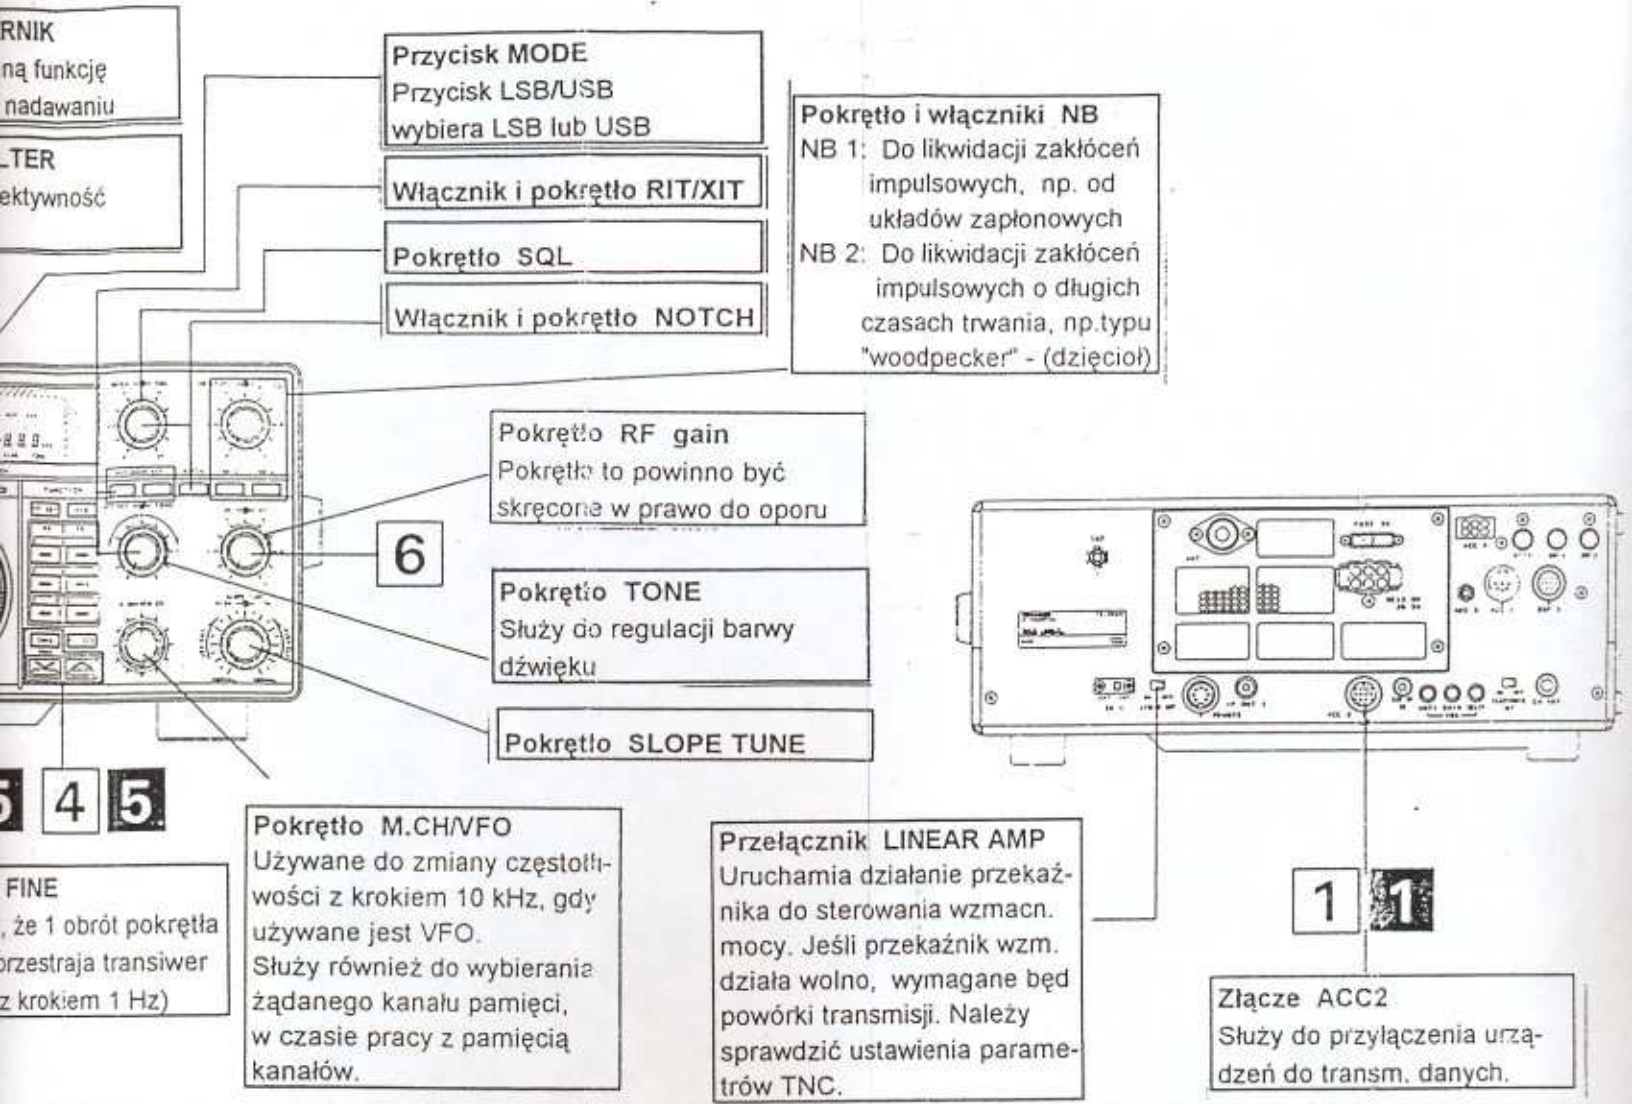 RNIK
ną funkcję
nadawaniu
LTER
ektywność
Przycisk MODE
Przycisk LSB/USB
wybiera LSB lub USB
Włącznik i pokrętło RIT/XIT
Pokrętło SQL
Włącznik i pokrętło NOTCH
Pokrętło i włączniki NB
NB 1: Do likwidacji zakłóceń
impulsowych, np. od
układów zapłonowych
NB 2: Do likwidacji zakłóceń
impulsowych o długich
czasach trwania, np.typu
"woodpecker" - (dzięcioł)
Pokrętło RF gain
Pokrętło to powinno być
skręcone w prawo do oporu
6
Pokrętło TONE
Służy do regulacji barwy
dźwięku
Pokrętło SLOPE TUNE
FUNCTION
5 4 5
FINE
, że 1 obrót pokrętła
przestraja transiwer
z krokiem 1 Hz)
Pokrętło M.CH/VFO
Używane do zmiany częstotli-
wości z krokiem 10 kHz, gdy
używane jest VFO.
Służy również do wybierania
żądanego kanału pamięci,
w czasie pracy z pamięcią
kanałów.
Przełącznik LINEAR AMP
Uruchamia działanie przekaź-
nika do sterowania wzmacn.
mocy. Jeśli przekaźnik wzm.
działa wolno, wymagane będ
powórki transmisji. Należy
sprawdzić ustawienia parame-
trów TNC.
1 1
Złącze ACC2
Służy do przyłączenia urzą-
dzeń do transm. danych.